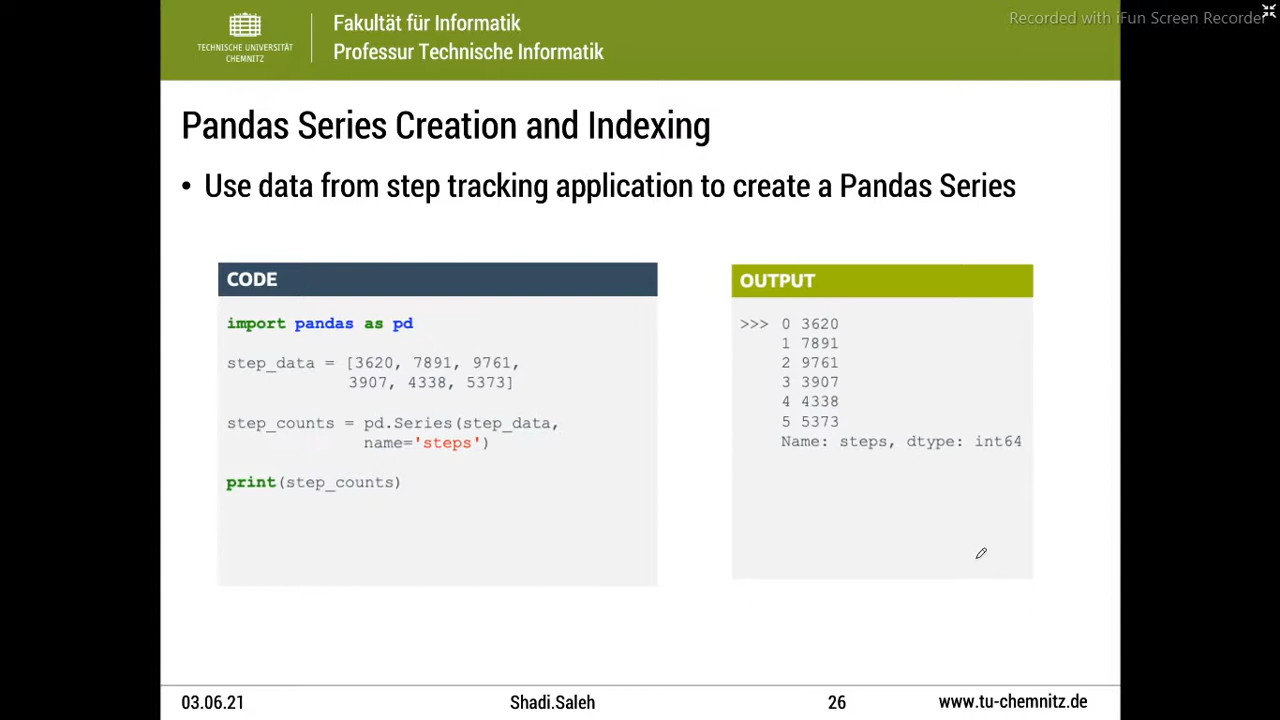 TECHNISCHE UNIVERSITÄT
CHEMNITZ
Fakultät für Informatik
Professur Technische Informatik
Recorded with iFun Screen Recorder
Pandas Series Creation and Indexing
• Use data from step tracking application to create a Pandas Series
CODE
import pandas as pd
step_data = [3620, 7891, 9761,
3907, 4338, 5373]
step_counts = pd.Series(step_data,
name='steps')
print(step_counts)
OUTPUT
>>> 0 3620
1 7891
2 9761
3 3907
4 4338
5 5373
Name: steps, dtype: int64
03.06.21
Shadi.Saleh
26
www.tu-chemnitz.de